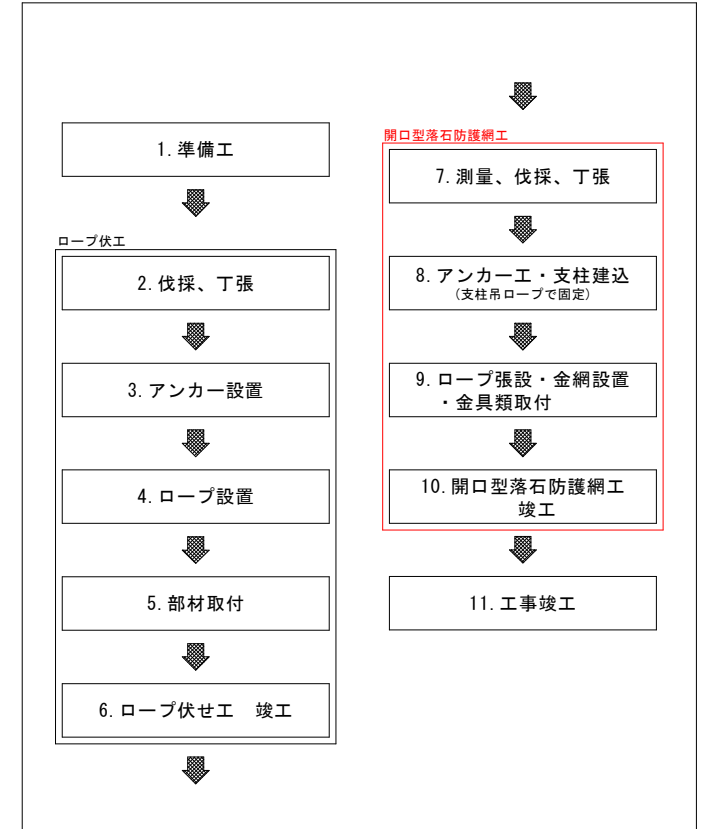 1.準備工
ロープ伏工
2.伐採、丁張
3.アンカー設置
4.ロープ設置
5.部材取付
6.ロープ伏せ工　竣工
開口型落石防護網工
7.測量、伐採、丁張
8.アンカー工・支柱建込
(支柱吊ロープで固定)
9.ロープ張設・金網設置
・金具類取付
10.開口型落石防護網工
竣工
11.工事竣工